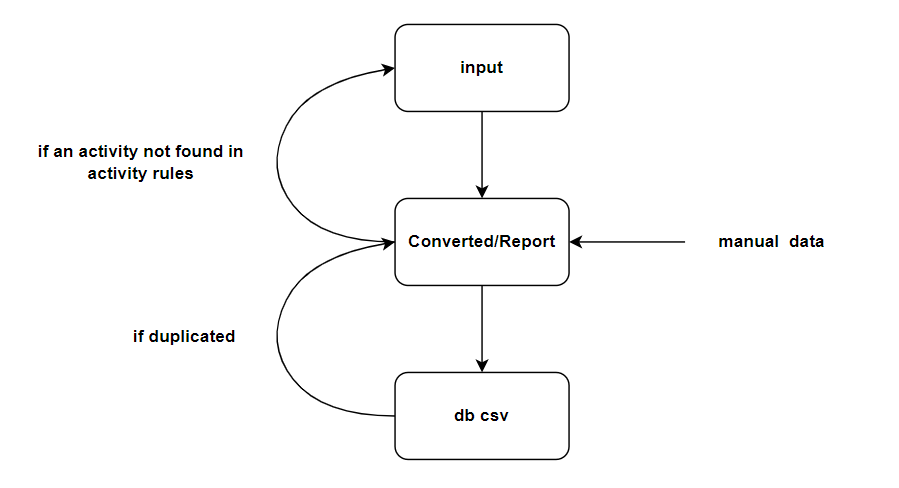 input
if an activity not found in
activity rules
Converted/Report
manual  data
if duplicated
db csv